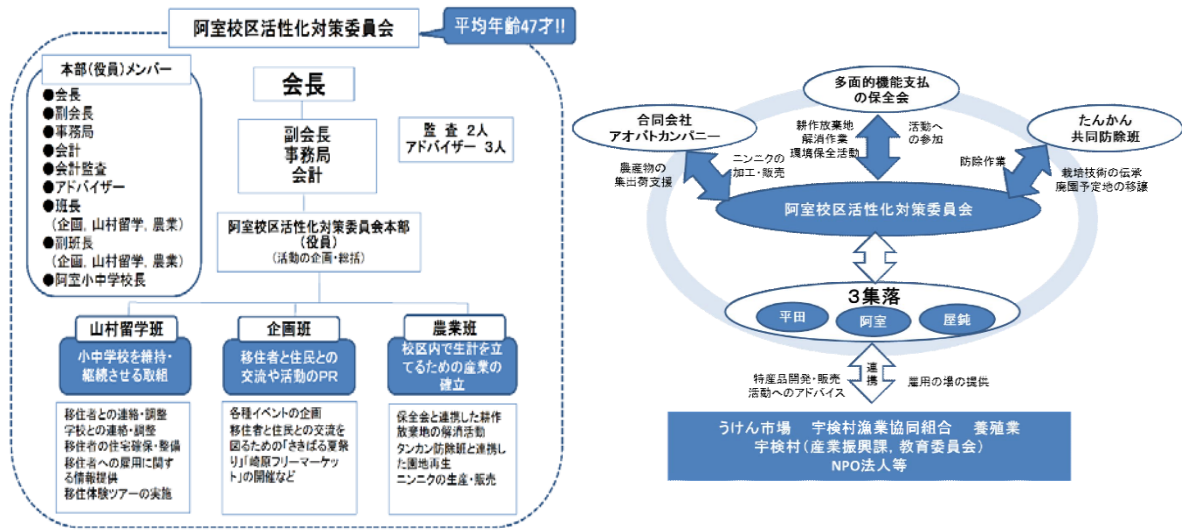 阿室校区活性化対策委員会
平均年齢47才!!
本部(役員)メンバー
●会長
●副会長
●事務局
●会計
●会計監査
●アドバイザー
●班長
(企画, 山村留学, 農業)
●副班長
(企画, 山村留学, 農業)
●阿室小中学校長
会長
副会長
事務局
会計
監査 2人
アドバイザー 3人
阿室校区活性化対策委員会本部
(役員)
(活動の企画・総括)
山村留学班
小中学校を維持・
継続させる取組
移住者との連絡・調整
学校との連絡・調整
移住者の住宅確保・整備
移住者への雇用に関す
る情報提供
移住体験ツアーの実施
企画班
移住者と住民との
交流や活動のPR
各種イベントの企画
移住者と住民との交流を
図るための「さきばる夏祭
り」「崎原フリーマーケッ
ト」の開催など
農業班
校区内で生計を立
てるための産業の
確立
保全会と連携した耕作
放棄地の解消活動
タンカン防除班と連携し
た園地再生
ニンニクの生産・販売
多面的機能支払
の保全会
合同会社
アオバトカンパニー
たんかん
共同防除班
耕作放棄地
解消作業
環境保全活動
活動へ
の参加
農産物の
集出荷支援
ニンニクの
加工・販売
防除作業
栽培技術の伝承
廃園予定地の移譲
阿室校区活性化対策委員会
3集落
平田
阿室
屋鈍
特産品開発・販売
活動へのアドバイス
連携
雇用の場の提供
うけん市場 宇検村漁業協同組合 養殖業
宇検村(産業振興課, 教育委員会)
NPO法人等